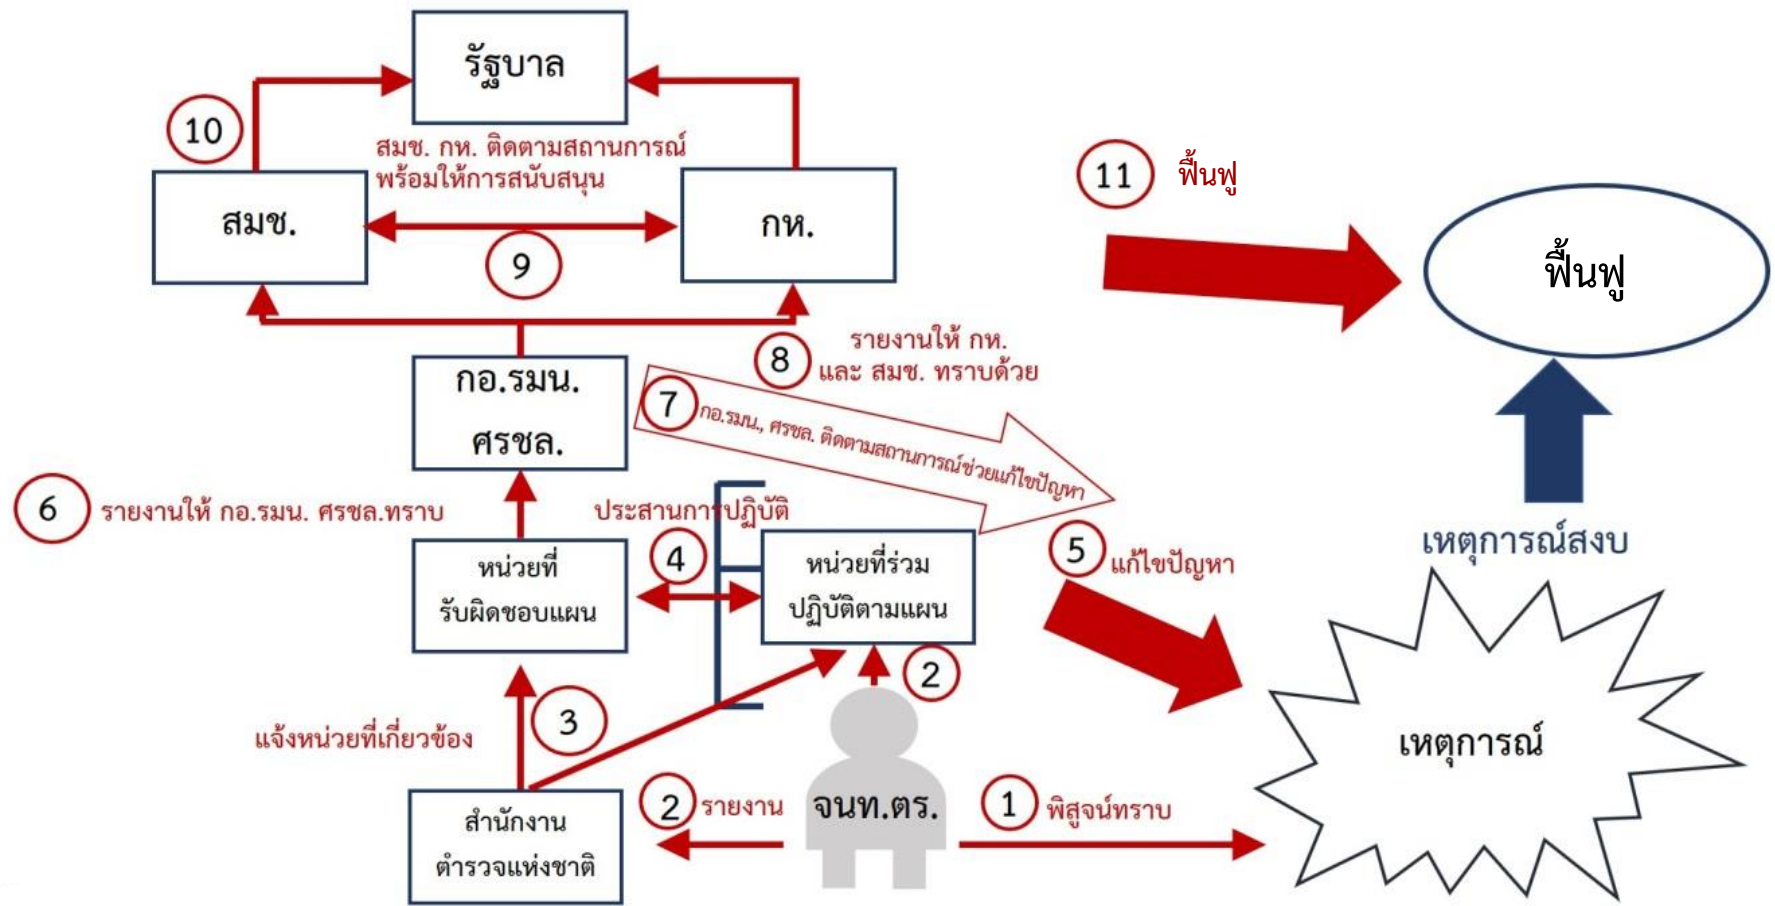 รัฐบาล
10
สมช. กห. ติดตามสถานการณ์
พร้อมให้การสนับสนุน
11
ฟื้นฟู
สมช.
กห.
9
ฟื้นฟู
8
รายงานให้ กห.
และ สมช. ทราบด้วย
กอ.รมน.
ศรชล.
7
กอ.รมน., ศรชล. ติดตามสถานการณ์ช่วยแก้ไขปัญหา
6
รายงานให้ กอ.รมน. ศรชล.ทราบ
ประสานการปฏิบัติ
4
หน่วยที่
รับผิดชอบแผน
หน่วยที่ร่วม
ปฏิบัติตามแผน
5
แก้ไขปัญหา
เหตุการณ์สงบ
2
3
แจ้งหน่วยที่เกี่ยวข้อง
เหตุการณ์
สำนักงาน
ตำรวจแห่งชาติ
2
รายงาน
จนท.ตร.
1
พิสูจน์ทราบ